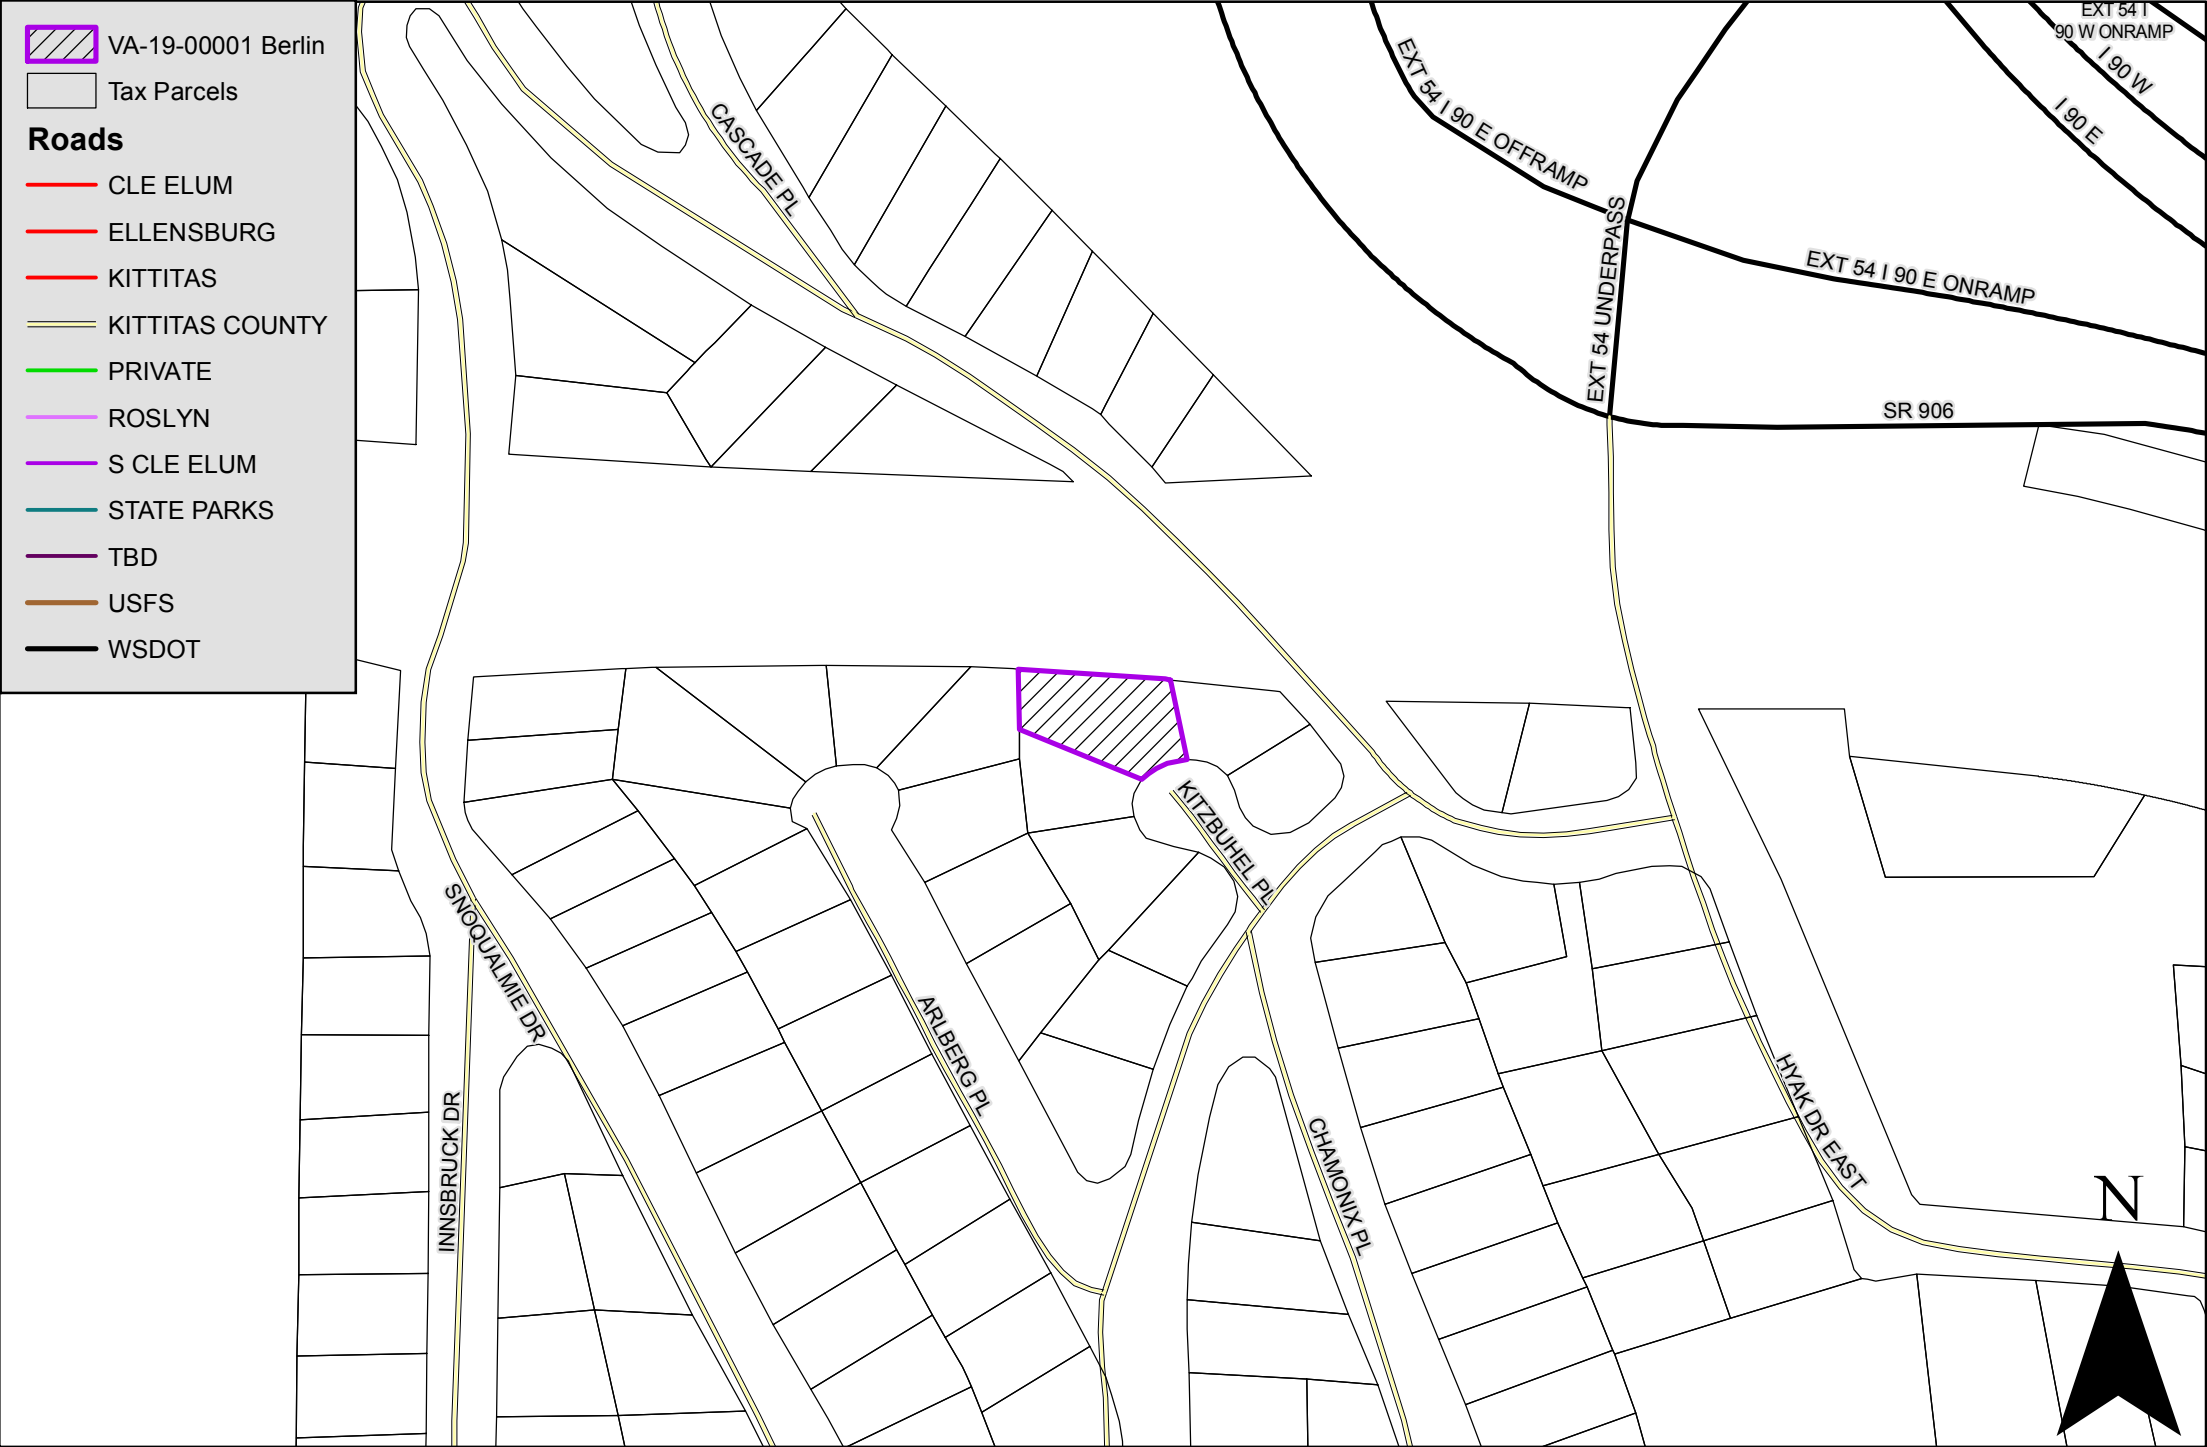 VA-19-00001 Berlin
Tax Parcels
Roads
CLE ELUM
ELLENSBURG
KITTITAS
KITTITAS COUNTY
PRIVATE
ROSLYN
S CLE ELUM
STATE PARKS
TBD
USFS
WSDOT
EXT 54 I
90 W ONRAMP
I 90 W
I 90 E
EXT 54 I 90 E OFFRAMP
CASCADE PL
EXT 54 UNDERPASS
EXT 54 I 90 E ONRAMP
SR 906
KITZBUHEL PL
SNOQUALMIE DR
ARLBERG PL
INNSBRUCK DR
CHAMONIX PL
HYAK DR EAST
N